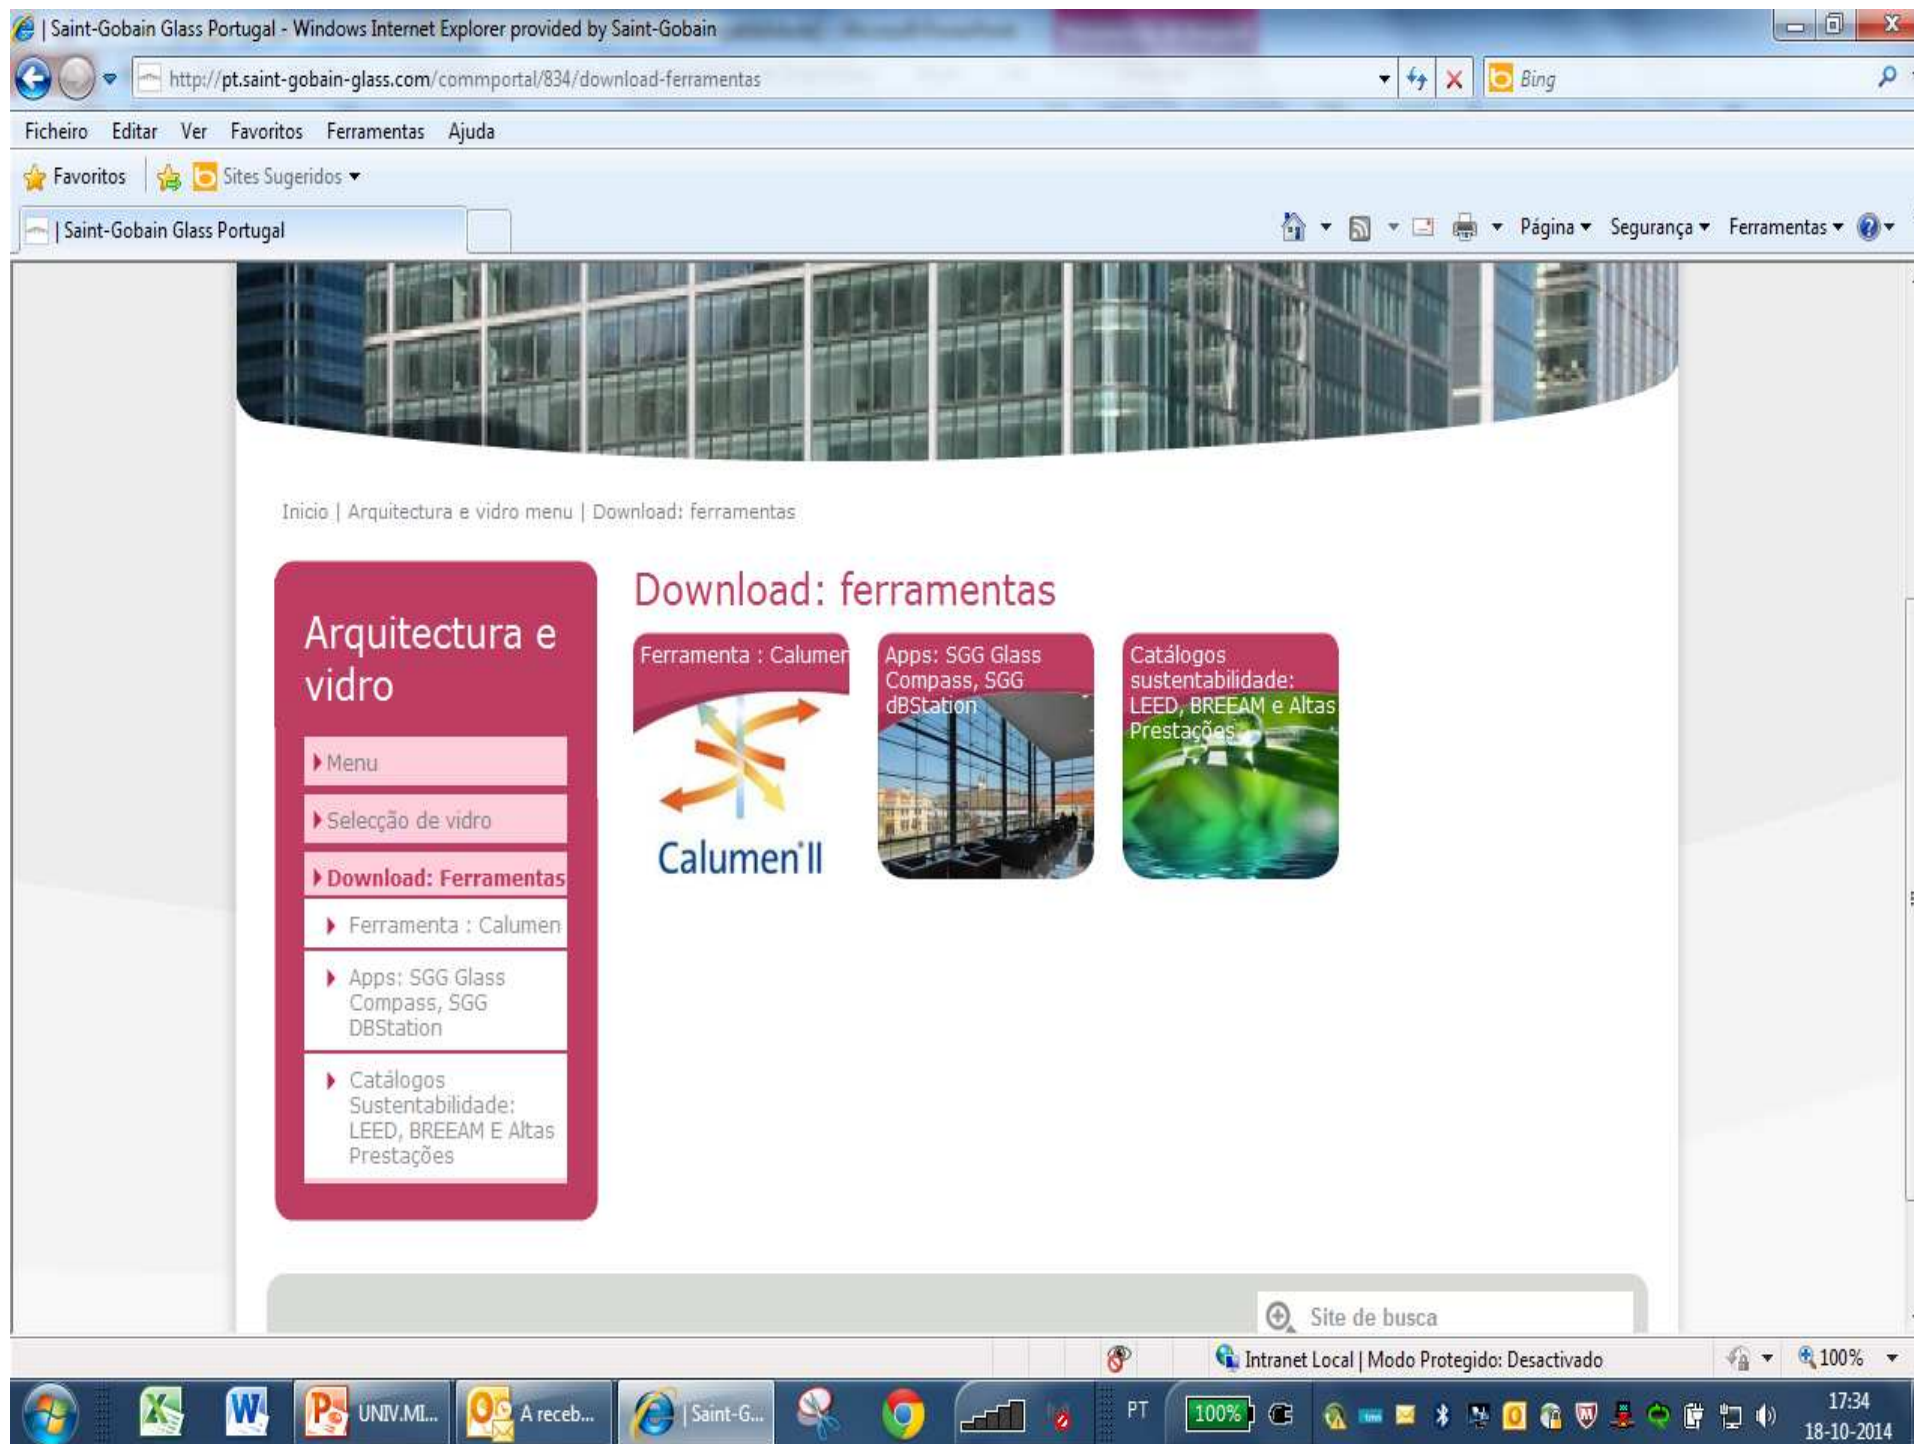 | Saint-Gobain Glass Portugal - Windows Internet Explorer provided by Saint-Gobain
http://pt.saint-gobain-glass.com/commportal/834/download-ferramentas
Bing
Ficheiro Editar Ver Favoritos Ferramentas Ajuda
Favoritos Sites Sugeridos
| Saint-Gobain Glass Portugal
Página Segurança Ferramentas
Inicio | Arquitectura e vidro menu | Download: ferramentas
Arquitectura e
vidro
Menu
Selecção de vidro
Download: Ferramentas
Ferramenta : Calumen
Apps: SGG Glass
Compass, SGG
DBStation
Catálogos
Sustentabilidade:
LEED, BREEAM E Altas
Prestações
Download: ferramentas
Ferramenta : Calumen
Calumen II
Apps: SGG Glass
Compass, SGG
dBStation
Catálogos
sustentabilidade:
LEED, BREEAM e Altas
Prestações
Site de busca
Intranet Local | Modo Protegido: Desactivado
100%
UNIV.MI...
A receb...
| Saint-G...
PT
100%
17:34
18-10-2014